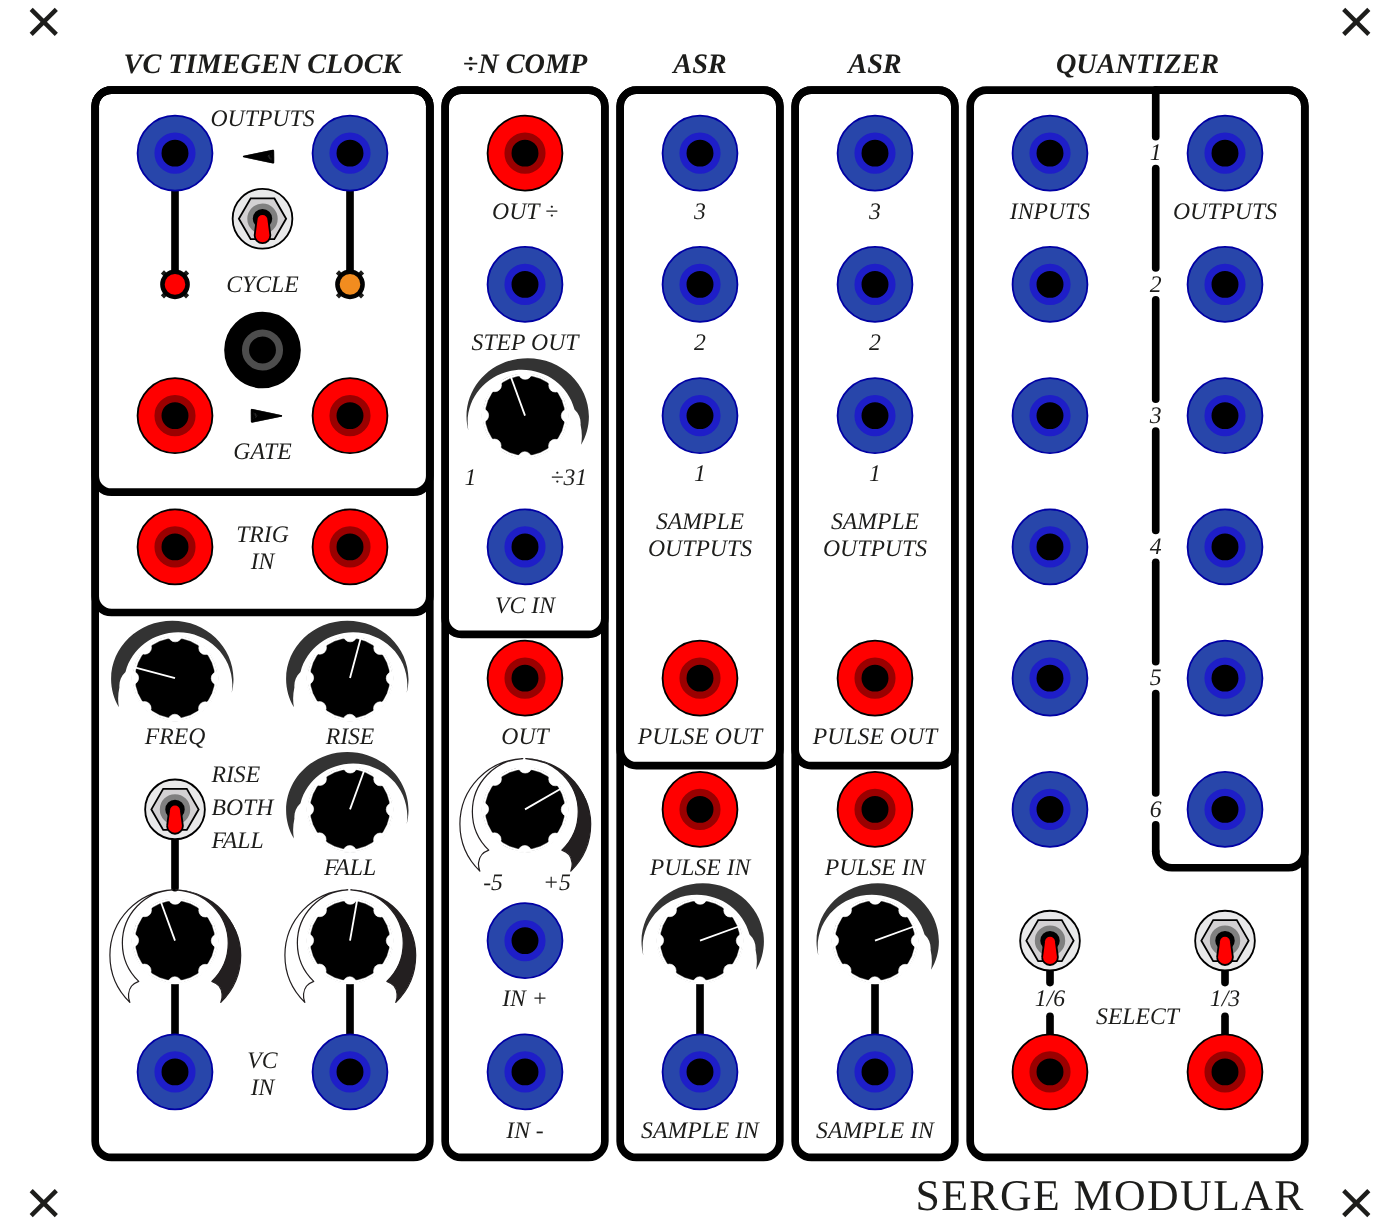 VC TIMEGEN CLOCK
÷N COMP
ASR
ASR
QUANTIZER
OUTPUTS
CYCLE
GATE
TRIG
IN
FREQ
RISE
RISE
BOTH
FALL
FALL
VC
IN
OUT ÷
STEP OUT
1
÷31
VC IN
OUT
-5
+5
IN +
IN -
3
2
1
SAMPLE
OUTPUTS
PULSE OUT
PULSE IN
SAMPLE IN
3
2
1
SAMPLE
OUTPUTS
PULSE OUT
PULSE IN
SAMPLE IN
1
INPUTS
OUTPUTS
2
3
4
5
6
1/6
SELECT
1/3
SERGE MODULAR